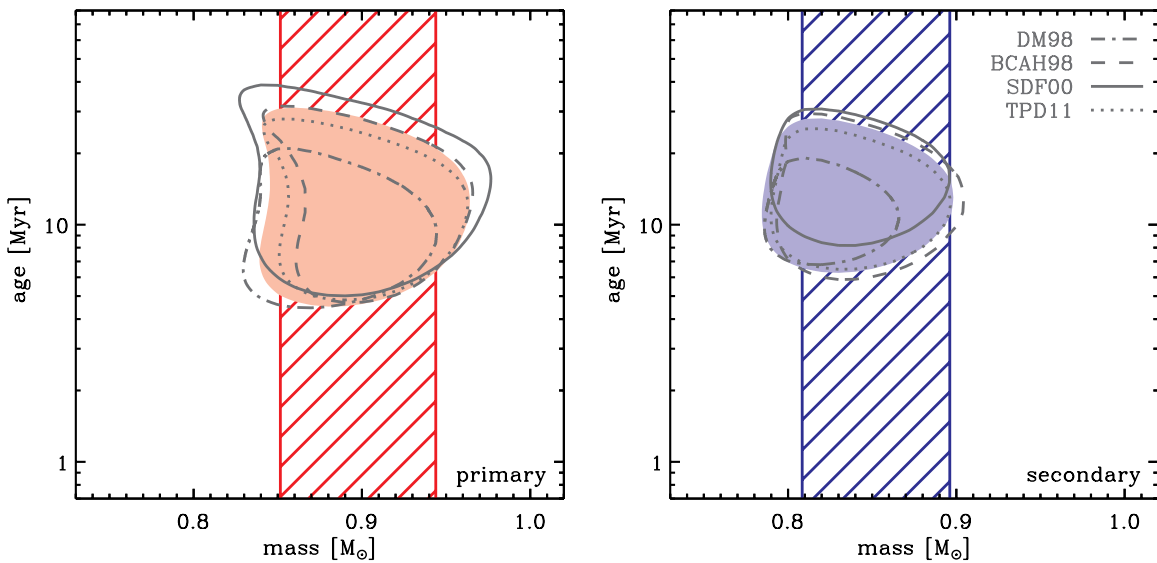 DM98
BCAH98
SDF00
TPD11
age [Myr]
10
1
primary
0.8
0.9
1.0
mass [M⊙]
age [Myr]
10
1
secondary
0.8
0.9
1.0
mass [M⊙]